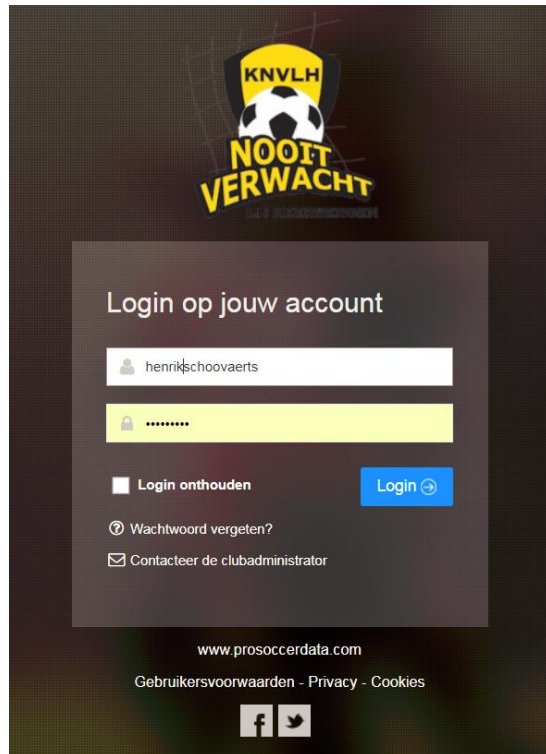 KNVLH
NOOIT
VERWACHT
Login op jouw account
henrikschoovaerts
•••••••••
Login onthouden
Login
Wachtwoord vergeten?
Contacteer de clubadministrator
www.prosoccerdata.com
Gebruikersvoorwaarden - Privacy - Cookies